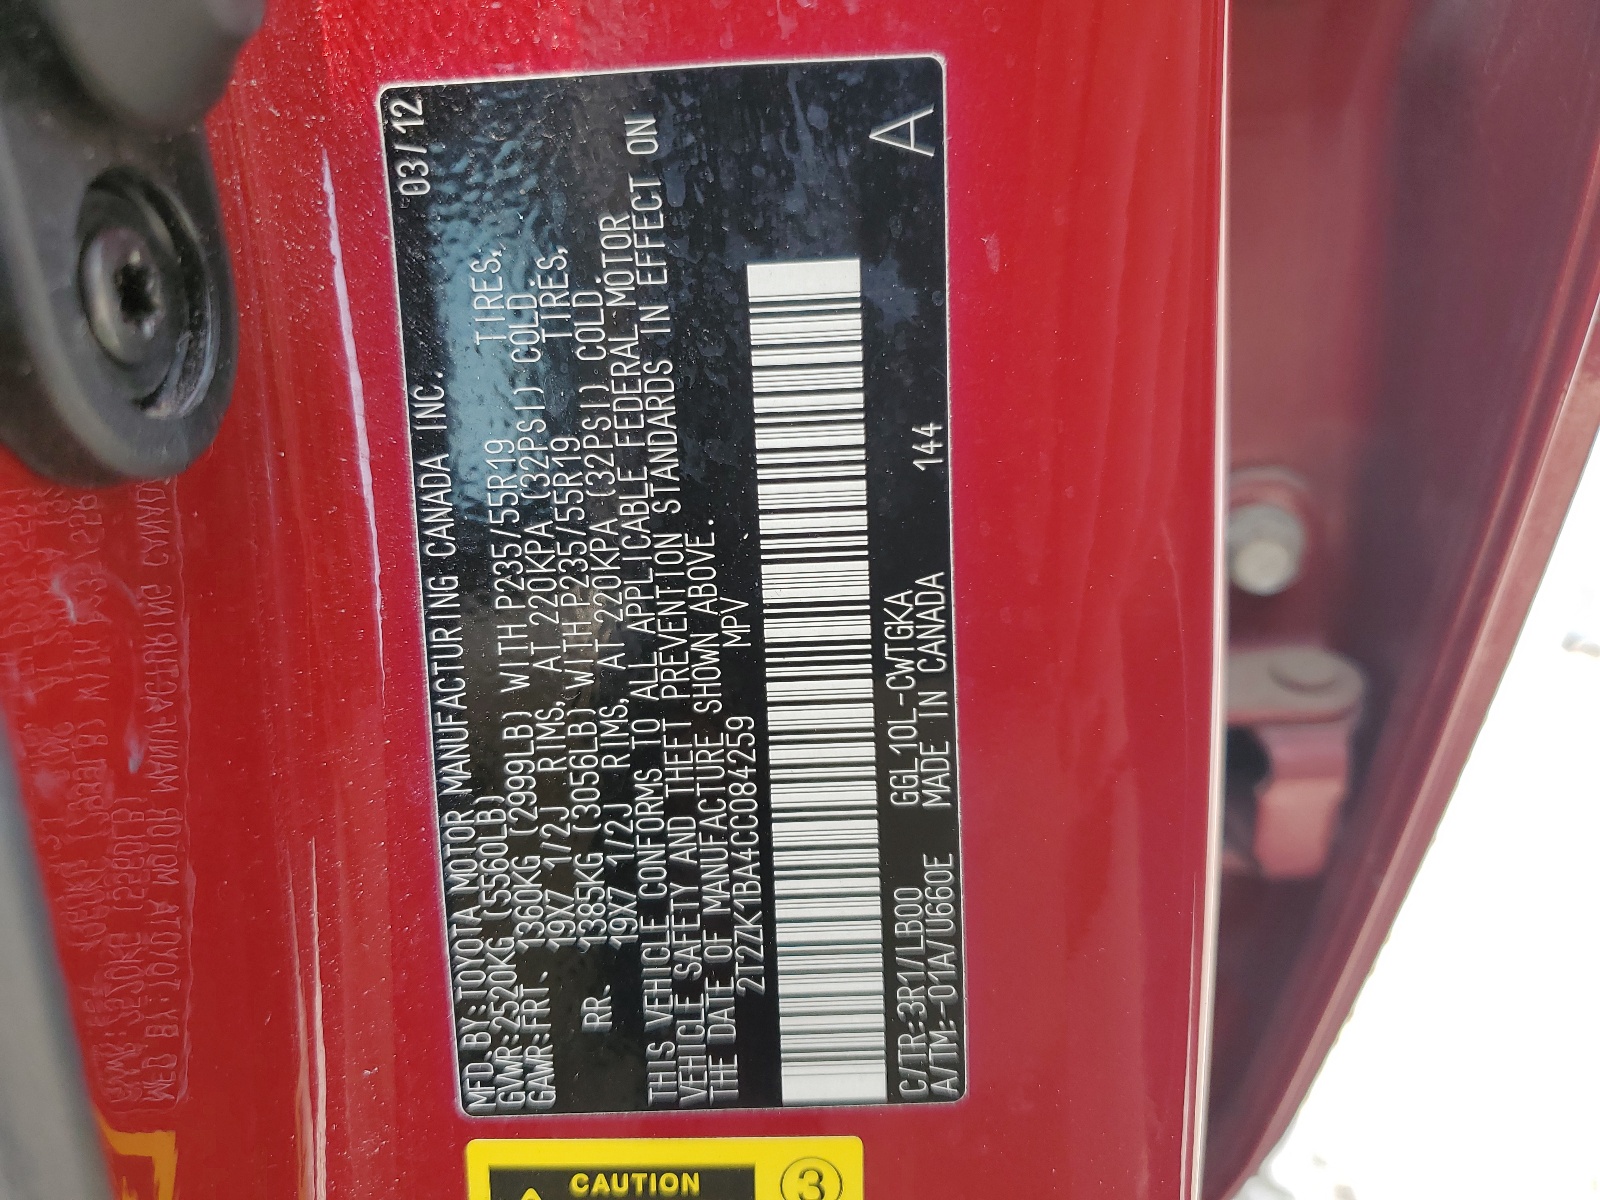 MFD.BY:TOYOTA MOTOR MANUFACTURING CANADA INC. 03/12
GVWR:2520KG (5560LB)
GAWR:FRT. 1360KG (2999LB) WITH P235/55R19 TIRES,
19X7 1/2J RIMS, AT 220KPA (32PSI) COLD.
RR. 1385KG (3056LB) WITH P235/55R19 TIRES,
19X7 1/2J RIMS, AT 220KPA (32PSI) COLD.
THIS VEHICLE CONFORMS TO ALL APPLICABLE FEDERAL MOTOR
VEHICLE SAFETY AND THEFT PREVENTION STANDARDS IN EFFECT ON
THE DATE OF MANUFACTURE SHOWN ABOVE.
2T2ZK1BA4CC084259 MPV
C/TR:3R1/LB00 GGL10L-CWTGKA
A/TM:-01A/U660E MADE IN CANADA 144 A
CAUTION 3